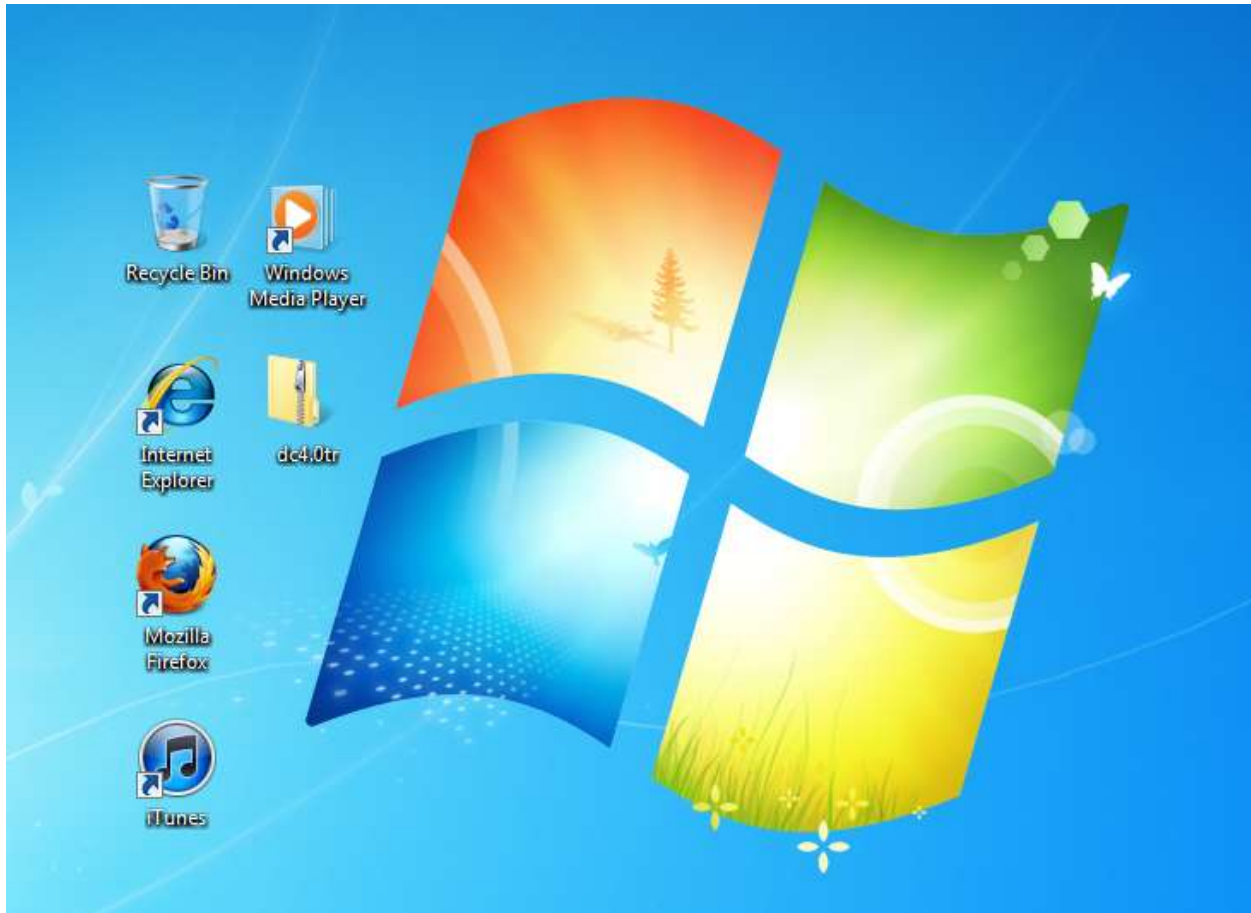 Recycle Bin
Windows
Media Player
Internet
Explorer
dc4.0tr
Mozilla
Firefox
iTunes